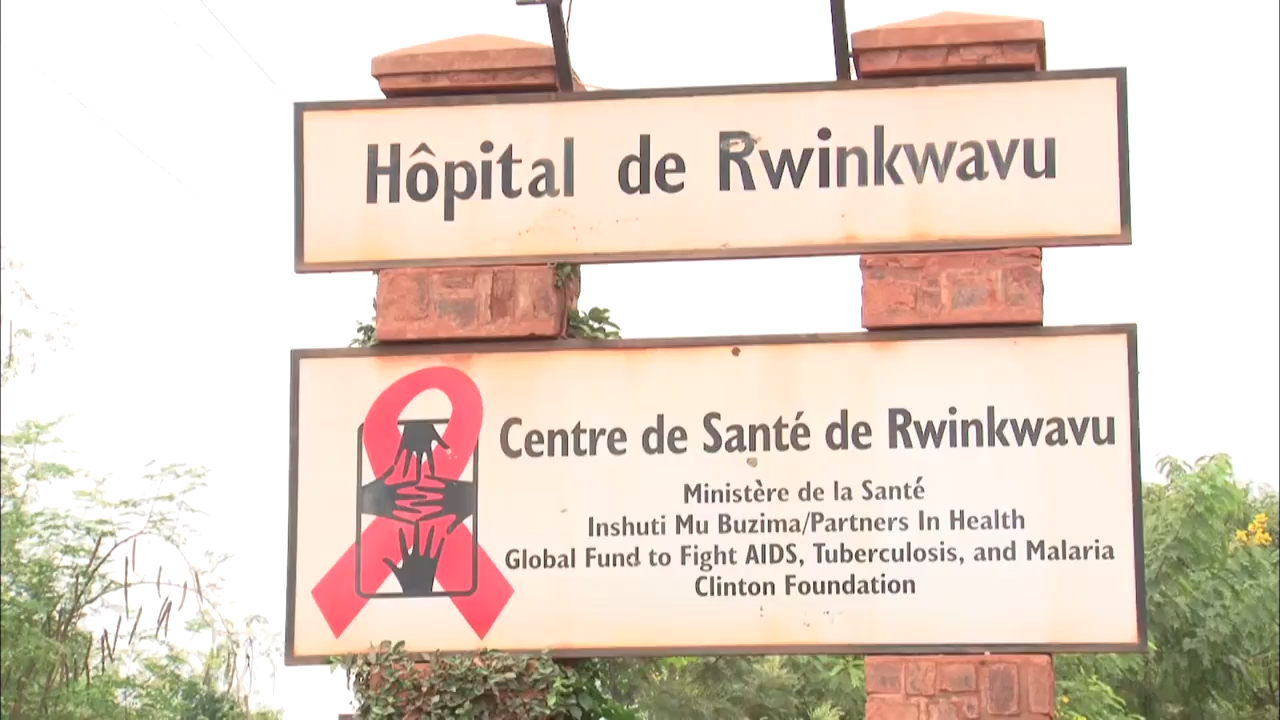 Hôpital de Rwinkwavu
Centre de Santé de Rwinkwavu
Ministère de la Santé
Inshuti Mu Buzima/Partners In Health
Global Fund to Fight AIDS, Tuberculosis, and Malaria
Clinton Foundation